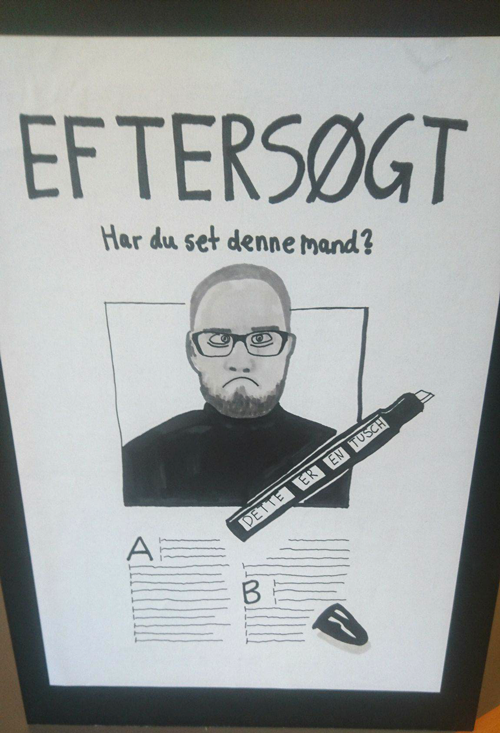 EFTERSØGT
Har du set denne mand?
DETTE ER EN TUSCH
A
B